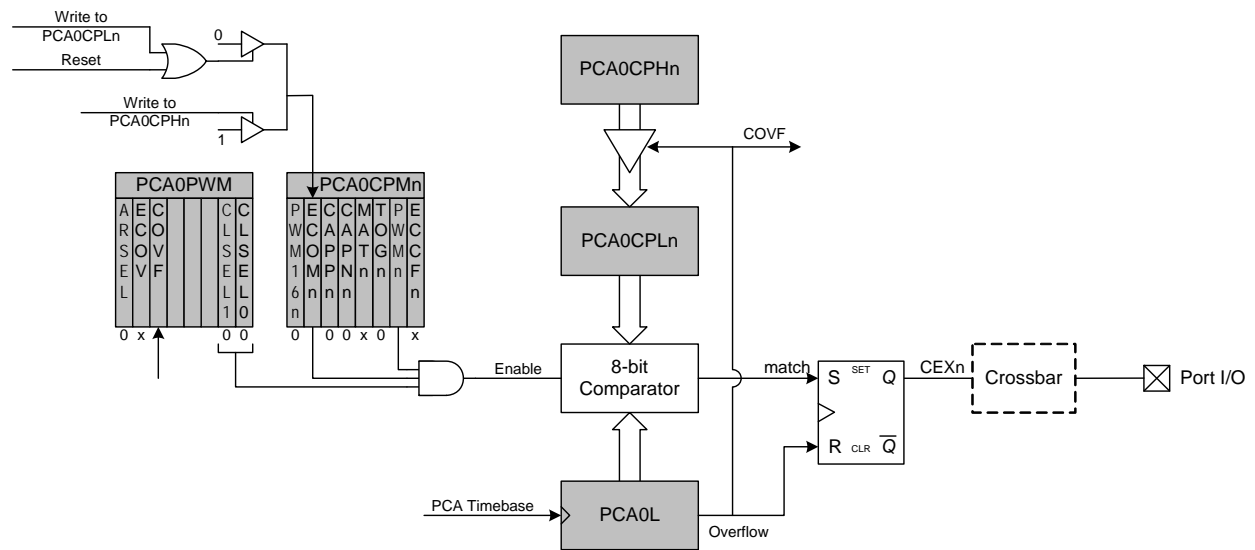 Write to
PCA0CPLn
Reset
0
Write to
PCA0CPHn
1
PCA0CPHn
COVF
PCA0PWM
ARSEL
ECOV
COVF
CLSEL1
CLSEL0
0 x 0 0
PCA0CPMn
PWM16n
ECOMn
CAPPn
CAPNn
MATn
TOGn
PWMn
ECCFn
0 0 0 x 0 x
PCA0CPLn
Enable
8-bit
Comparator
match
S SET Q
R CLR Q̅
CEXn
Crossbar
Port I/O
PCA Timebase
PCA0L
Overflow